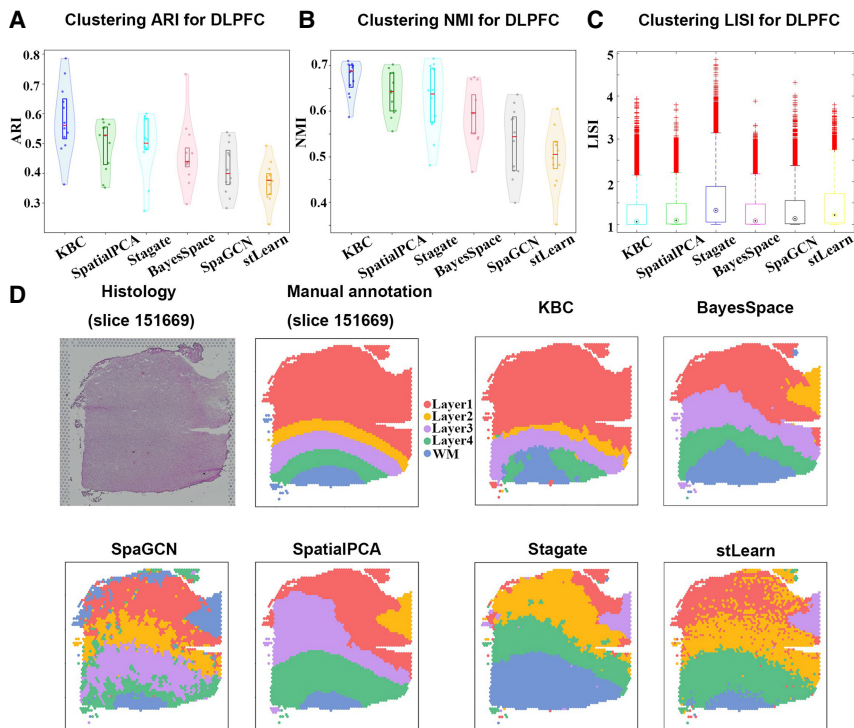 A
Clustering ARI for DLPFC
0.8
0.7
0.6
0.5
0.4
0.3
ARI
KBC
SpatialPCA
Stagate
BayesSpace
SpaGCN
stLearn
B
Clustering NMI for DLPFC
0.7
0.6
0.5
0.4
NMI
KBC
SpatialPCA
Stagate
BayesSpace
SpaGCN
stLearn
C
Clustering LISI for DLPFC
5
4
3
2
1
LISI
KBC
SpatialPCA
Stagate
BayesSpace
SpaGCN
stLearn
D
Histology
(slice 151669)
Manual annotation
(slice 151669)
Layer1
Layer2
Layer3
Layer4
WM
KBC
BayesSpace
SpaGCN
SpatialPCA
Stagate
stLearn